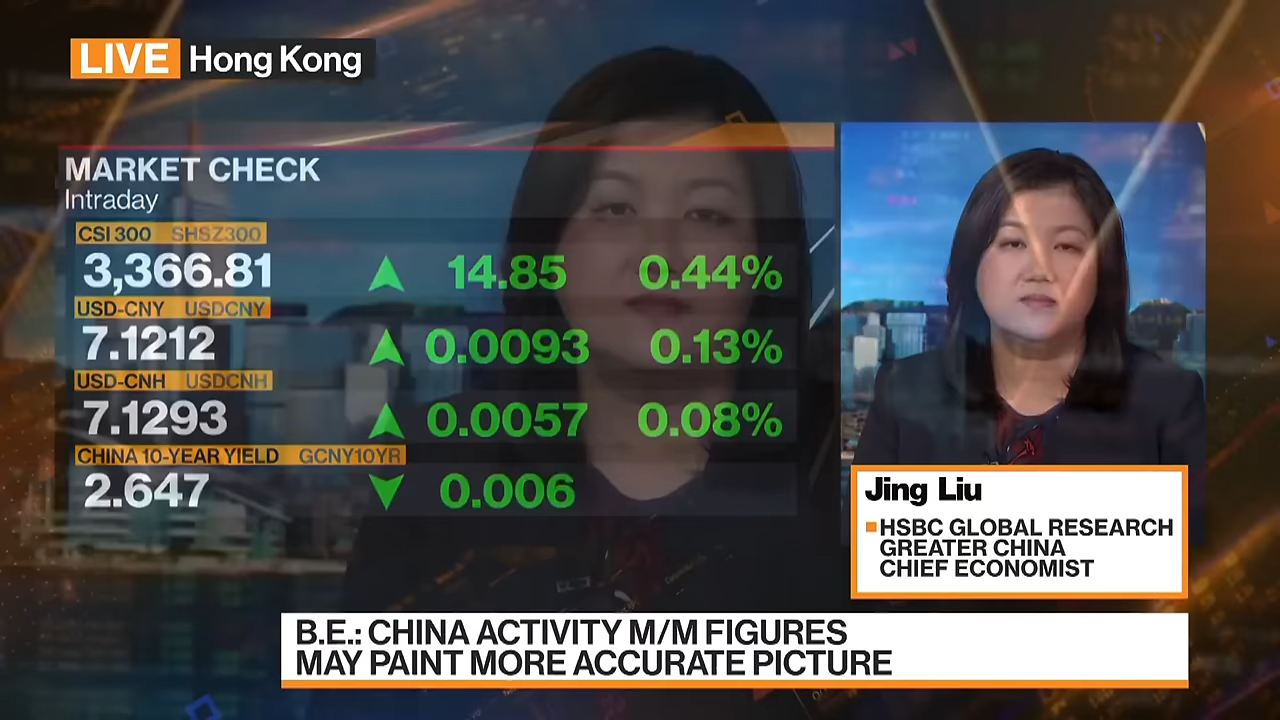 LIVE Hong Kong
MARKET CHECK
Intraday
CSI 300 SHSZ300
3,366.81 ▲ 14.85 0.44%
USD-CNY USDCNY
7.1212 ▲ 0.0093 0.13%
USD-CNH USDCNH
7.1293 ▲ 0.0057 0.08%
CHINA 10-YEAR YIELD GCNY10YR
2.647 ▼ 0.006
Jing Liu
HSBC GLOBAL RESEARCH
GREATER CHINA
CHIEF ECONOMIST
B.E.: CHINA ACTIVITY M/M FIGURES
MAY PAINT MORE ACCURATE PICTURE